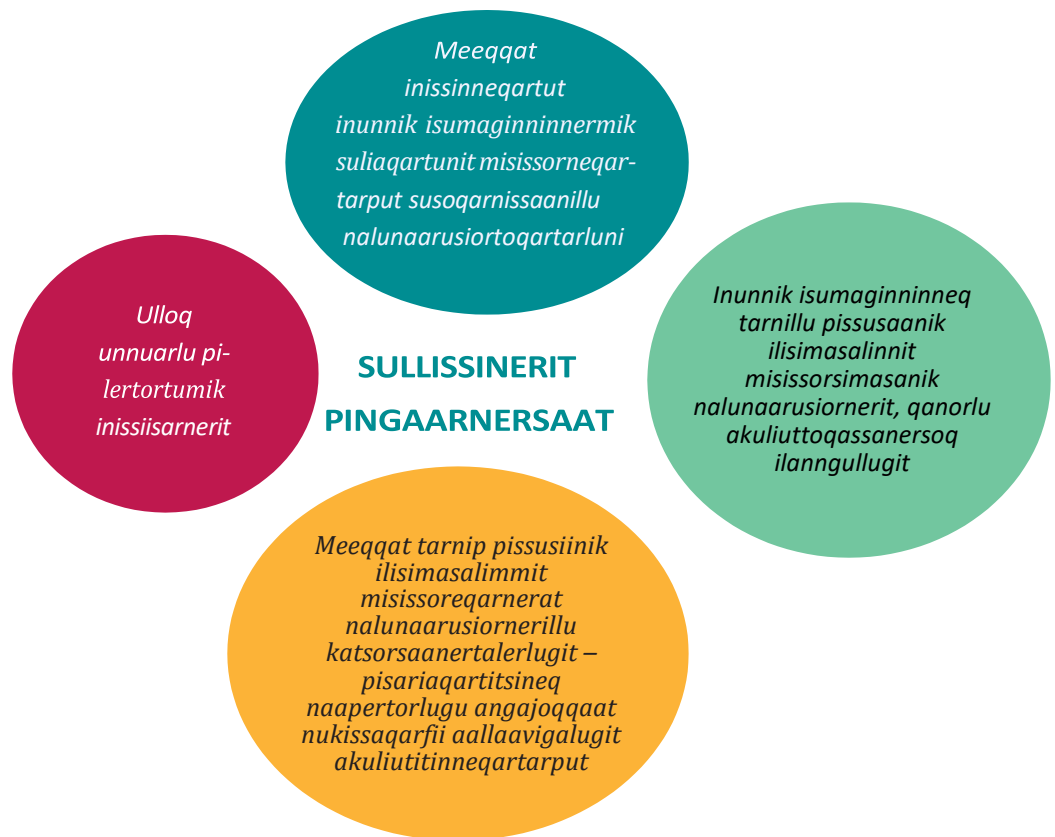 Meeqqat
inissinneqartut
inunnik isumaginninnermik
suliaqartunit misissorneqar-
tarput susoqarnissaanillu
nalunaarusiortoqartarluni
Ulloq
unnuarlu pi-
lertortumik
inissiisarnerit
SULLISSINERIT
PINGAARNERSAAT
Inunnik isumaginninneq
tarnillu pissusaanik
ilisimasalinnit
misissorsimasanik
nalunaarusiornerit, qanorlu
akuliuttoqassanersoq
ilanngullugit
Meeqqat tarnip pissusiinik
ilisimasalimmit
misissoreqarnerat
nalunaarusiornerillu
katsorsaanertalerlugit –
pisariaqartitsineq
naapertorlugu angajoqqaat
nukissaqarfii aallaavigalugit
akuliutitinneqartarput